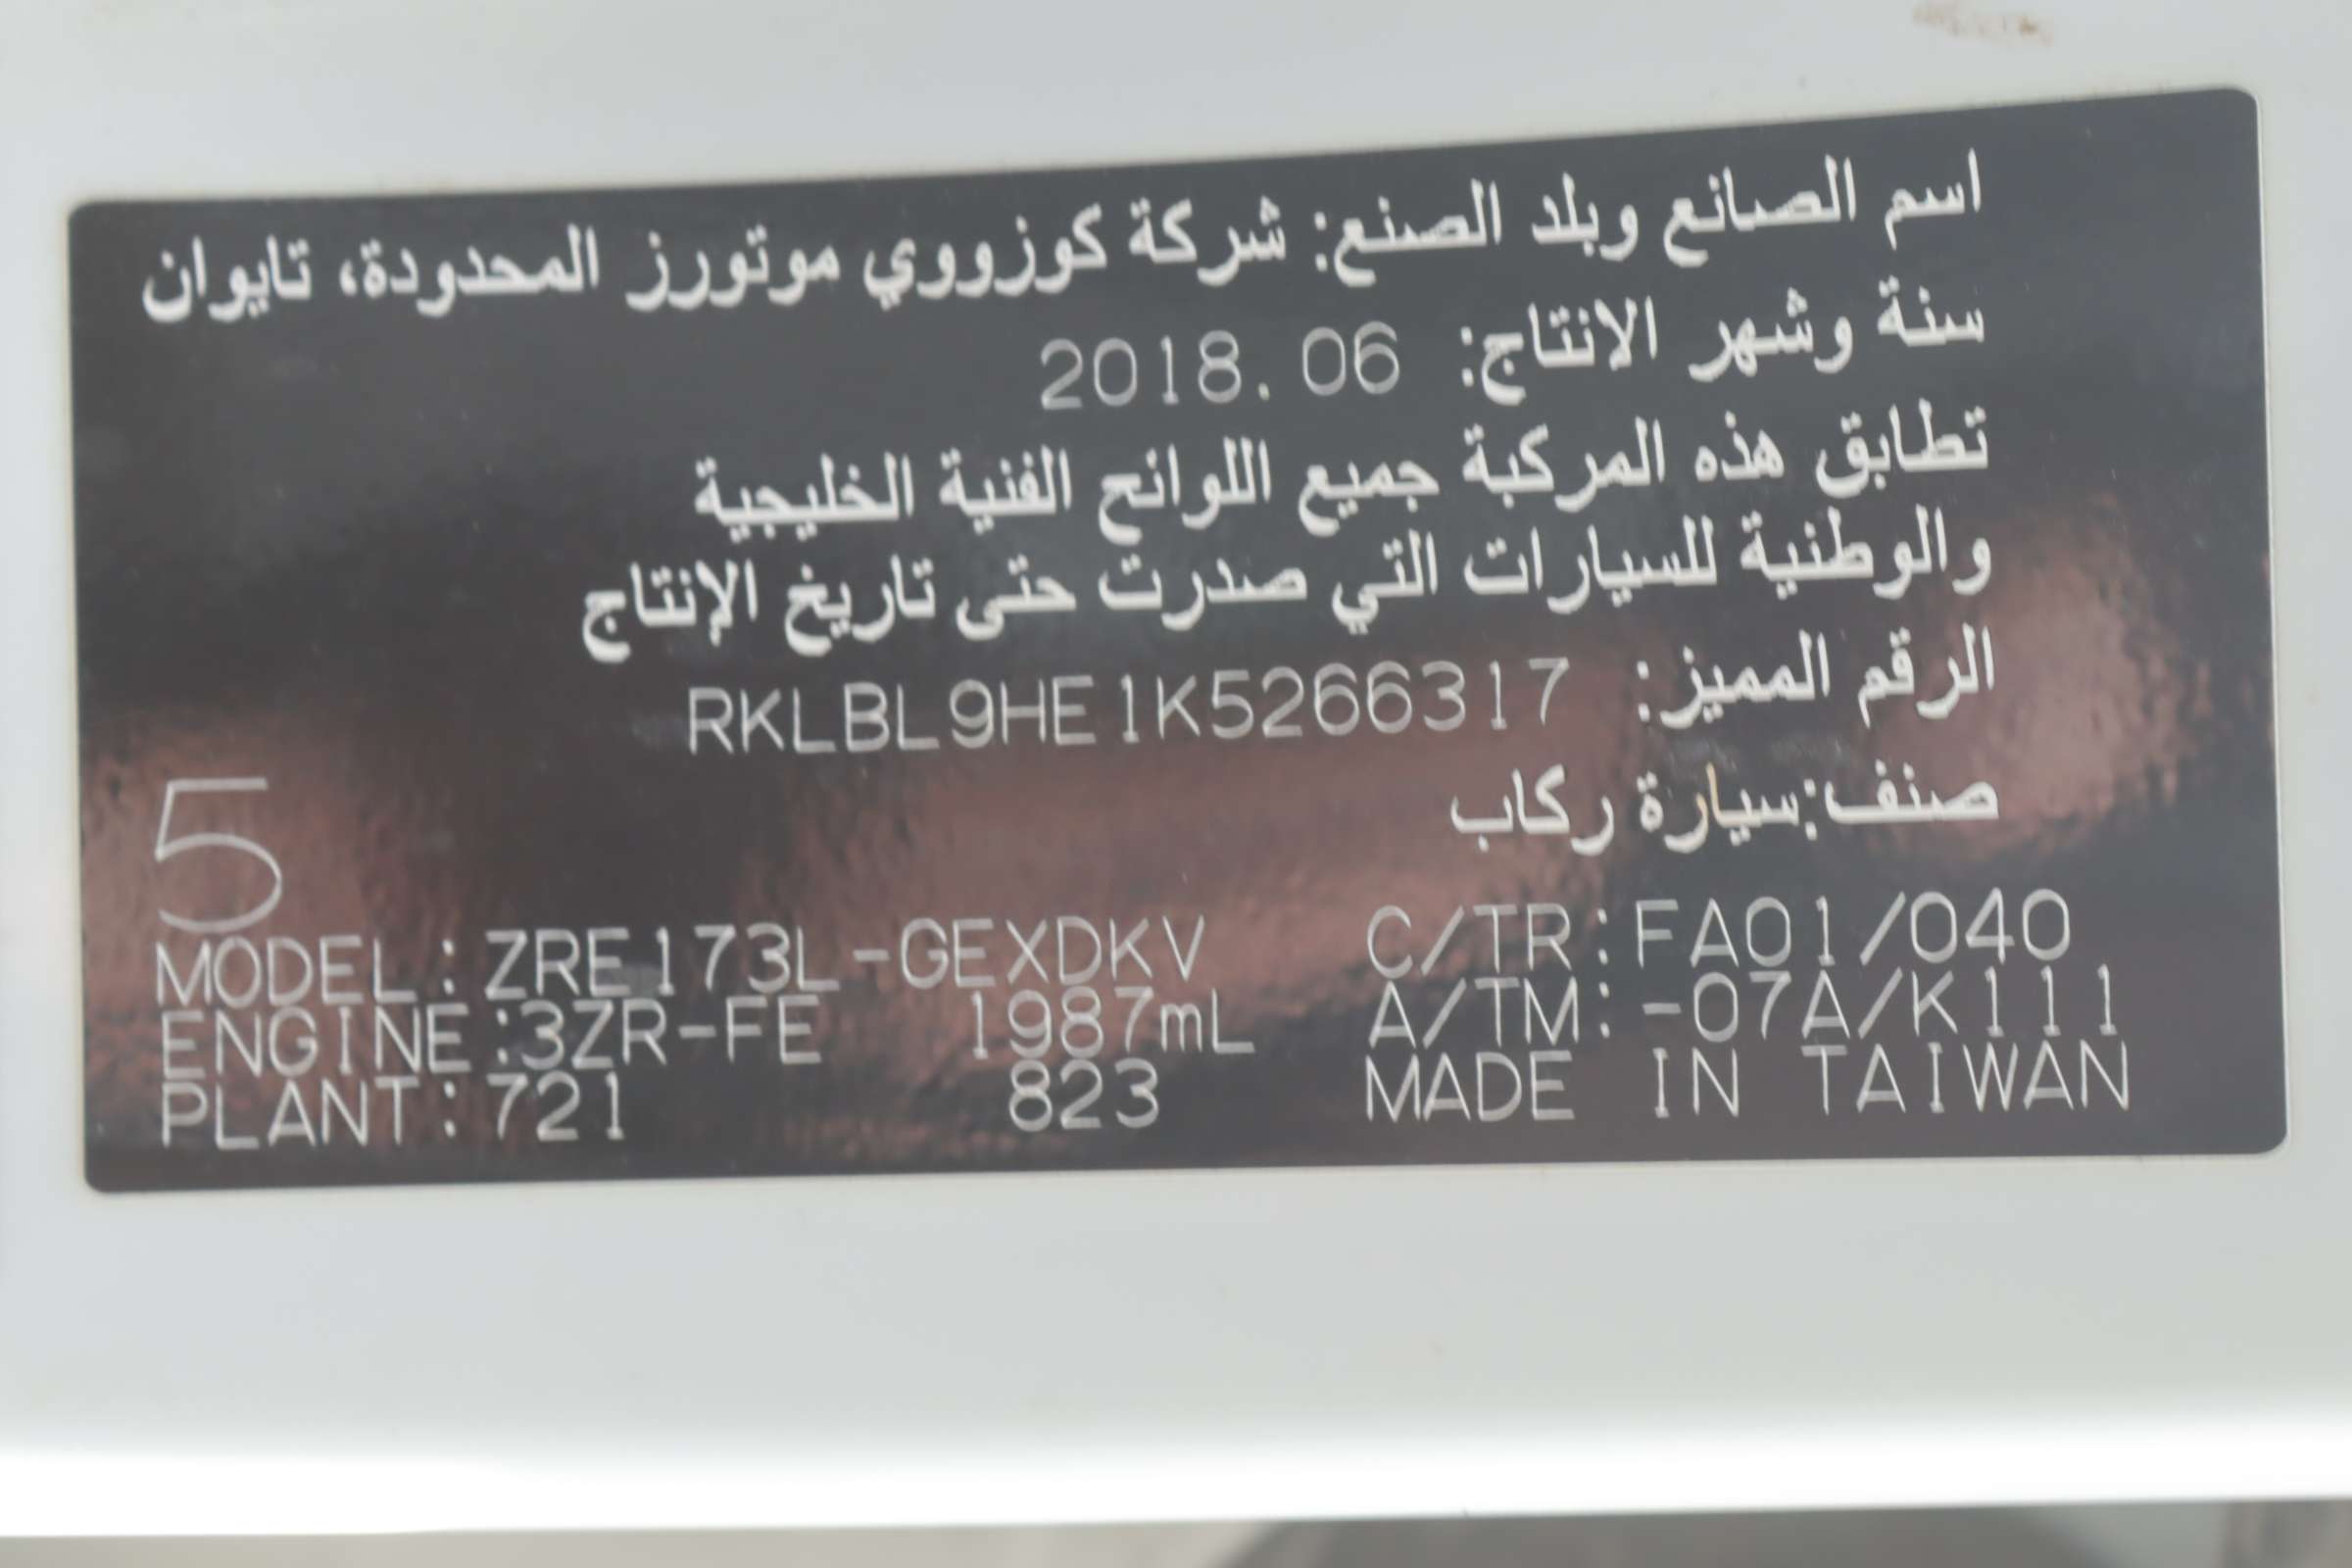 اسم الصانع وبلد الصنع: شركة كوزووي موتورز المحدودة، تايوان
سنة وشهر الانتاج: 2018.06
تطابق هذه المركبة جميع اللوائح الفنية الخليجية
والوطنية للسيارات التي صدرت حتى تاريخ الإنتاج
الرقم المميز: RKLBL9HE1K5266317
صنف:سيارة ركاب
5
MODEL: ZRE173L-GEXDKV C/TR: FA01/040
ENGINE:3ZR-FE 1987mL A/TM: -07A/K111
PLANT: 721 823 MADE IN TAIWAN